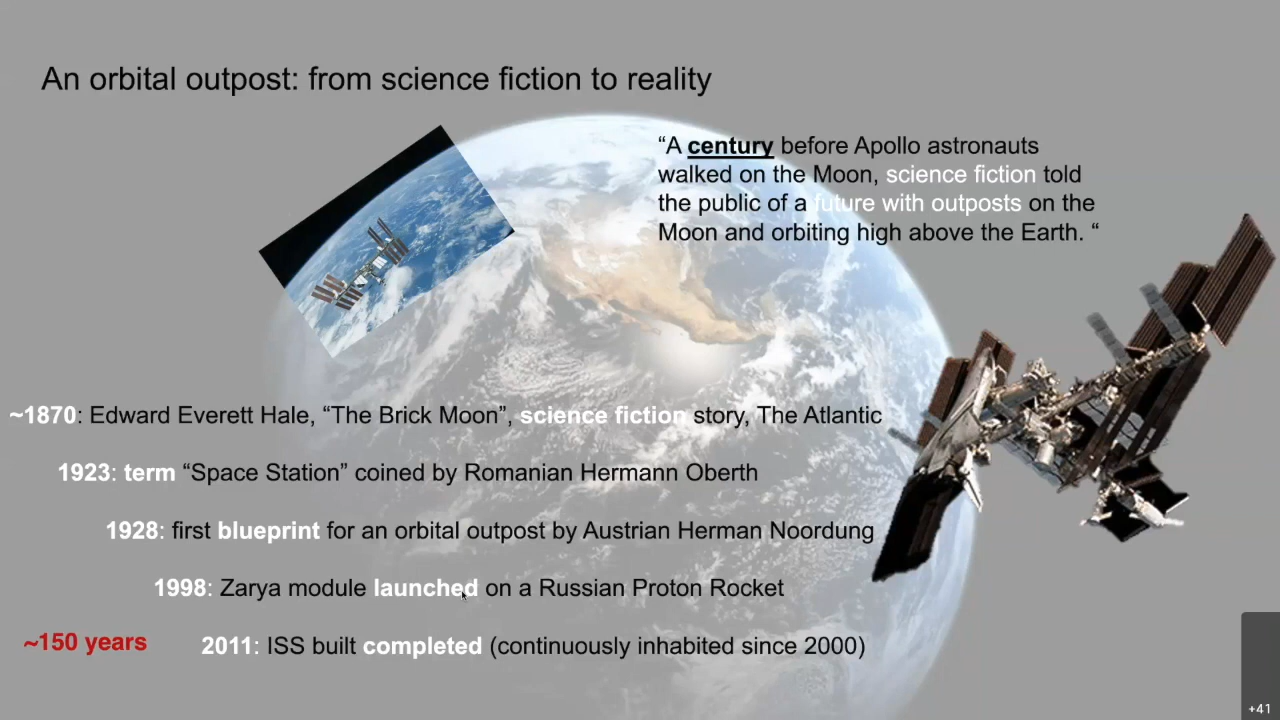 An orbital outpost: from science fiction to reality
“A century before Apollo astronauts
walked on the Moon, science fiction told
the public of a future with outposts on the
Moon and orbiting high above the Earth. “
~1870: Edward Everett Hale, “The Brick Moon”, science fiction story, The Atlantic
1923: term “Space Station” coined by Romanian Hermann Oberth
1928: first blueprint for an orbital outpost by Austrian Herman Noordung
1998: Zarya module launched on a Russian Proton Rocket
~150 years
2011: ISS built completed (continuously inhabited since 2000)
+41